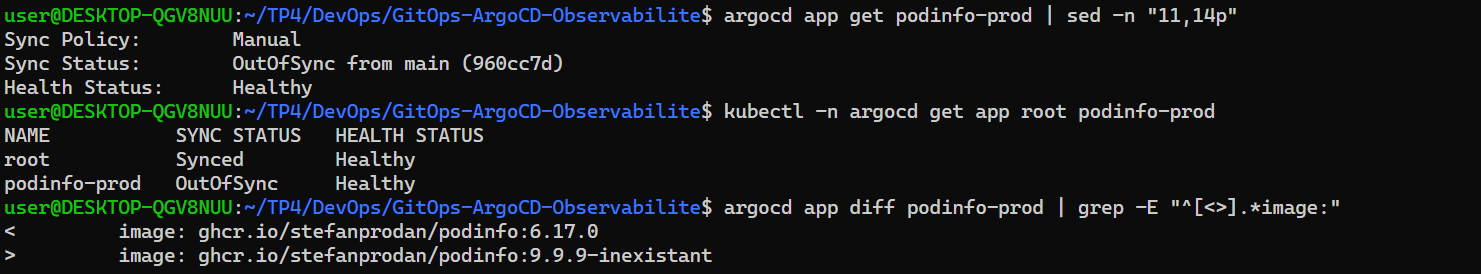 user@DESKTOP-QGV8NUU:~/TP4/DevOps/GitOps-ArgoCD-Observabilite$ argocd app get podinfo-prod | sed -n "11,14p"
Sync Policy:        Manual
Sync Status:        OutOfSync from main (960cc7d)
Health Status:      Healthy
user@DESKTOP-QGV8NUU:~/TP4/DevOps/GitOps-ArgoCD-Observabilite$ kubectl -n argocd get app root podinfo-prod
NAME           SYNC STATUS   HEALTH STATUS
root           Synced        Healthy
podinfo-prod   OutOfSync     Healthy
user@DESKTOP-QGV8NUU:~/TP4/DevOps/GitOps-ArgoCD-Observabilite$ argocd app diff podinfo-prod | grep -E "^[<>].*image:"
<         image: ghcr.io/stefanprodan/podinfo:6.17.0
>         image: ghcr.io/stefanprodan/podinfo:9.9.9-inexistant